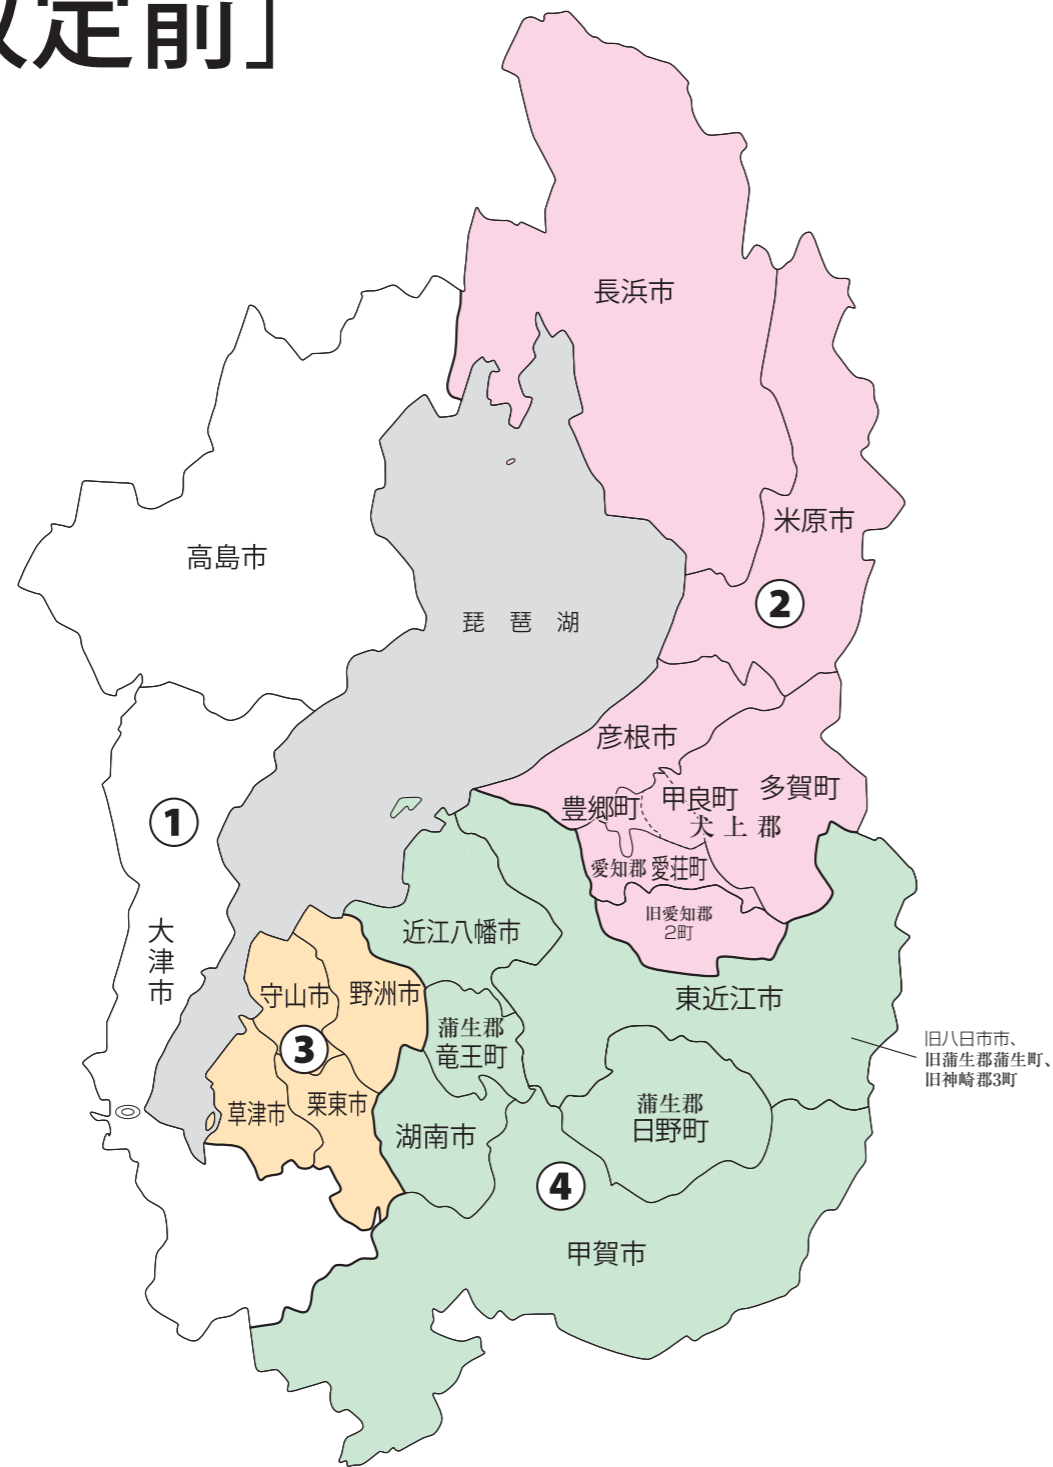 改定前」
長浜市
米原市
②
高島市
琵琶湖
彦根市
多賀町
甲良町
豊郷町
犬上郡
愛知郡 愛荘町
旧愛知郡
2町
①
大津市
近江八幡市
東近江市
旧八日市市、
旧蒲生郡蒲生町、
旧神崎郡3町
守山市
野洲市
③
蒲生郡
竜王町
草津市
栗東市
湖南市
蒲生郡
日野町
④
甲賀市